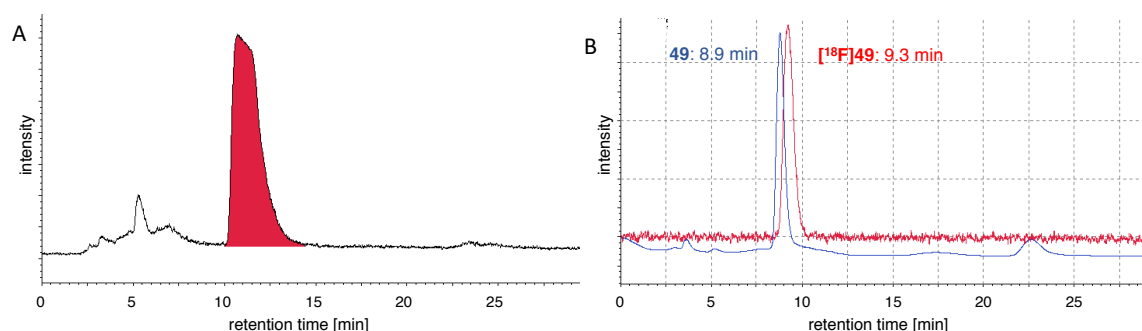 A
intensity
0 5 10 15 20 25
retention time [min]
B
49: 8.9 min
[¹⁸F]49: 9.3 min
intensity
0 5 10 15 20 25
retention time [min]